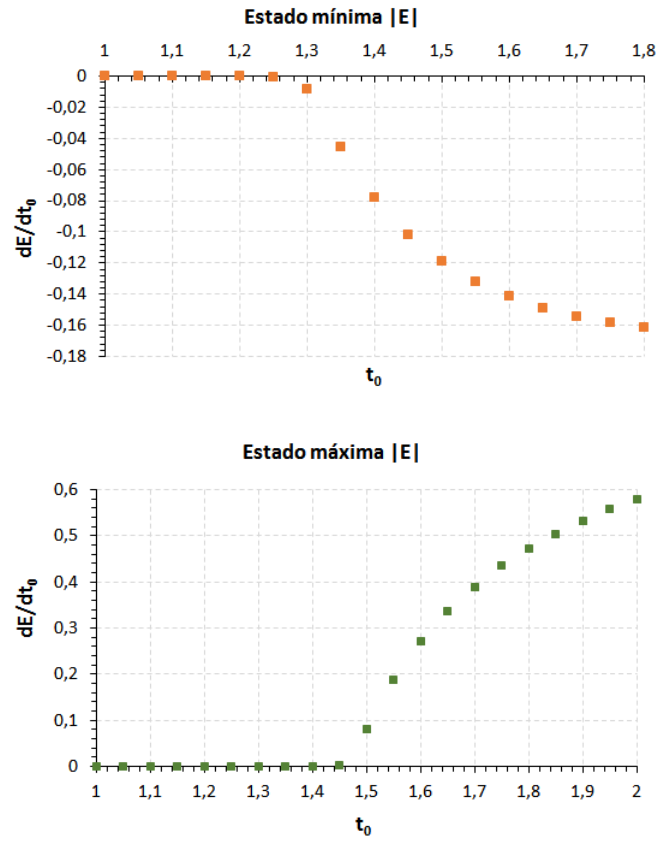 Estado mínima |E|
1 1,1 1,2 1,3 1,4 1,5 1,6 1,7 1,8
0
-0,02
-0,04
-0,06
-0,08
-0,1
-0,12
-0,14
-0,16
-0,18
dE/dt₀
t₀
Estado máxima |E|
0,6
0,5
0,4
0,3
0,2
0,1
0
dE/dt₀
1 1,1 1,2 1,3 1,4 1,5 1,6 1,7 1,8 1,9 2
t₀